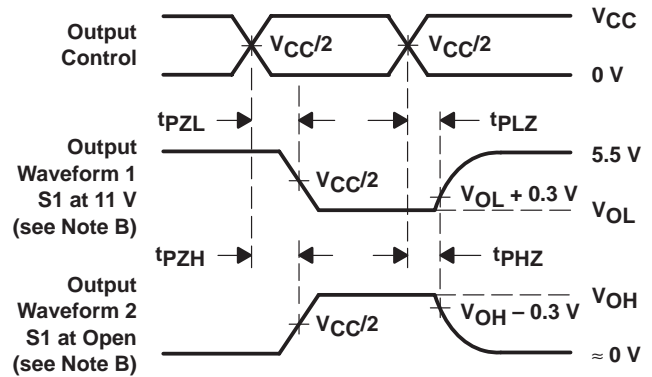 Output
Control
VCC/2
VCC/2
VCC
0 V
tPZL
tPLZ
Output
Waveform 1
S1 at 11 V
(see Note B)
VCC/2
5.5 V
VOL + 0.3 V
VOL
tPZH
tPHZ
Output
Waveform 2
S1 at Open
(see Note B)
VCC/2
VOH
VOH – 0.3 V
≈ 0 V